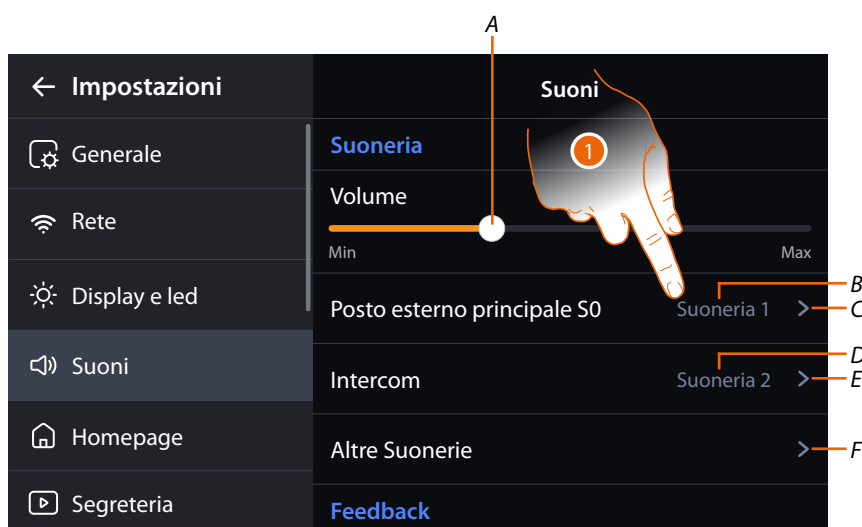 A
Impostazioni
Suoni
Generale
Suoneria
1
Volume
Rete
Min
Max
Display e led
Posto esterno principale S0
Suoneria 1
B
C
Suoni
Intercom
Suoneria 2
D
E
Homepage
Altre Suonerie
F
Segreteria
Feedback